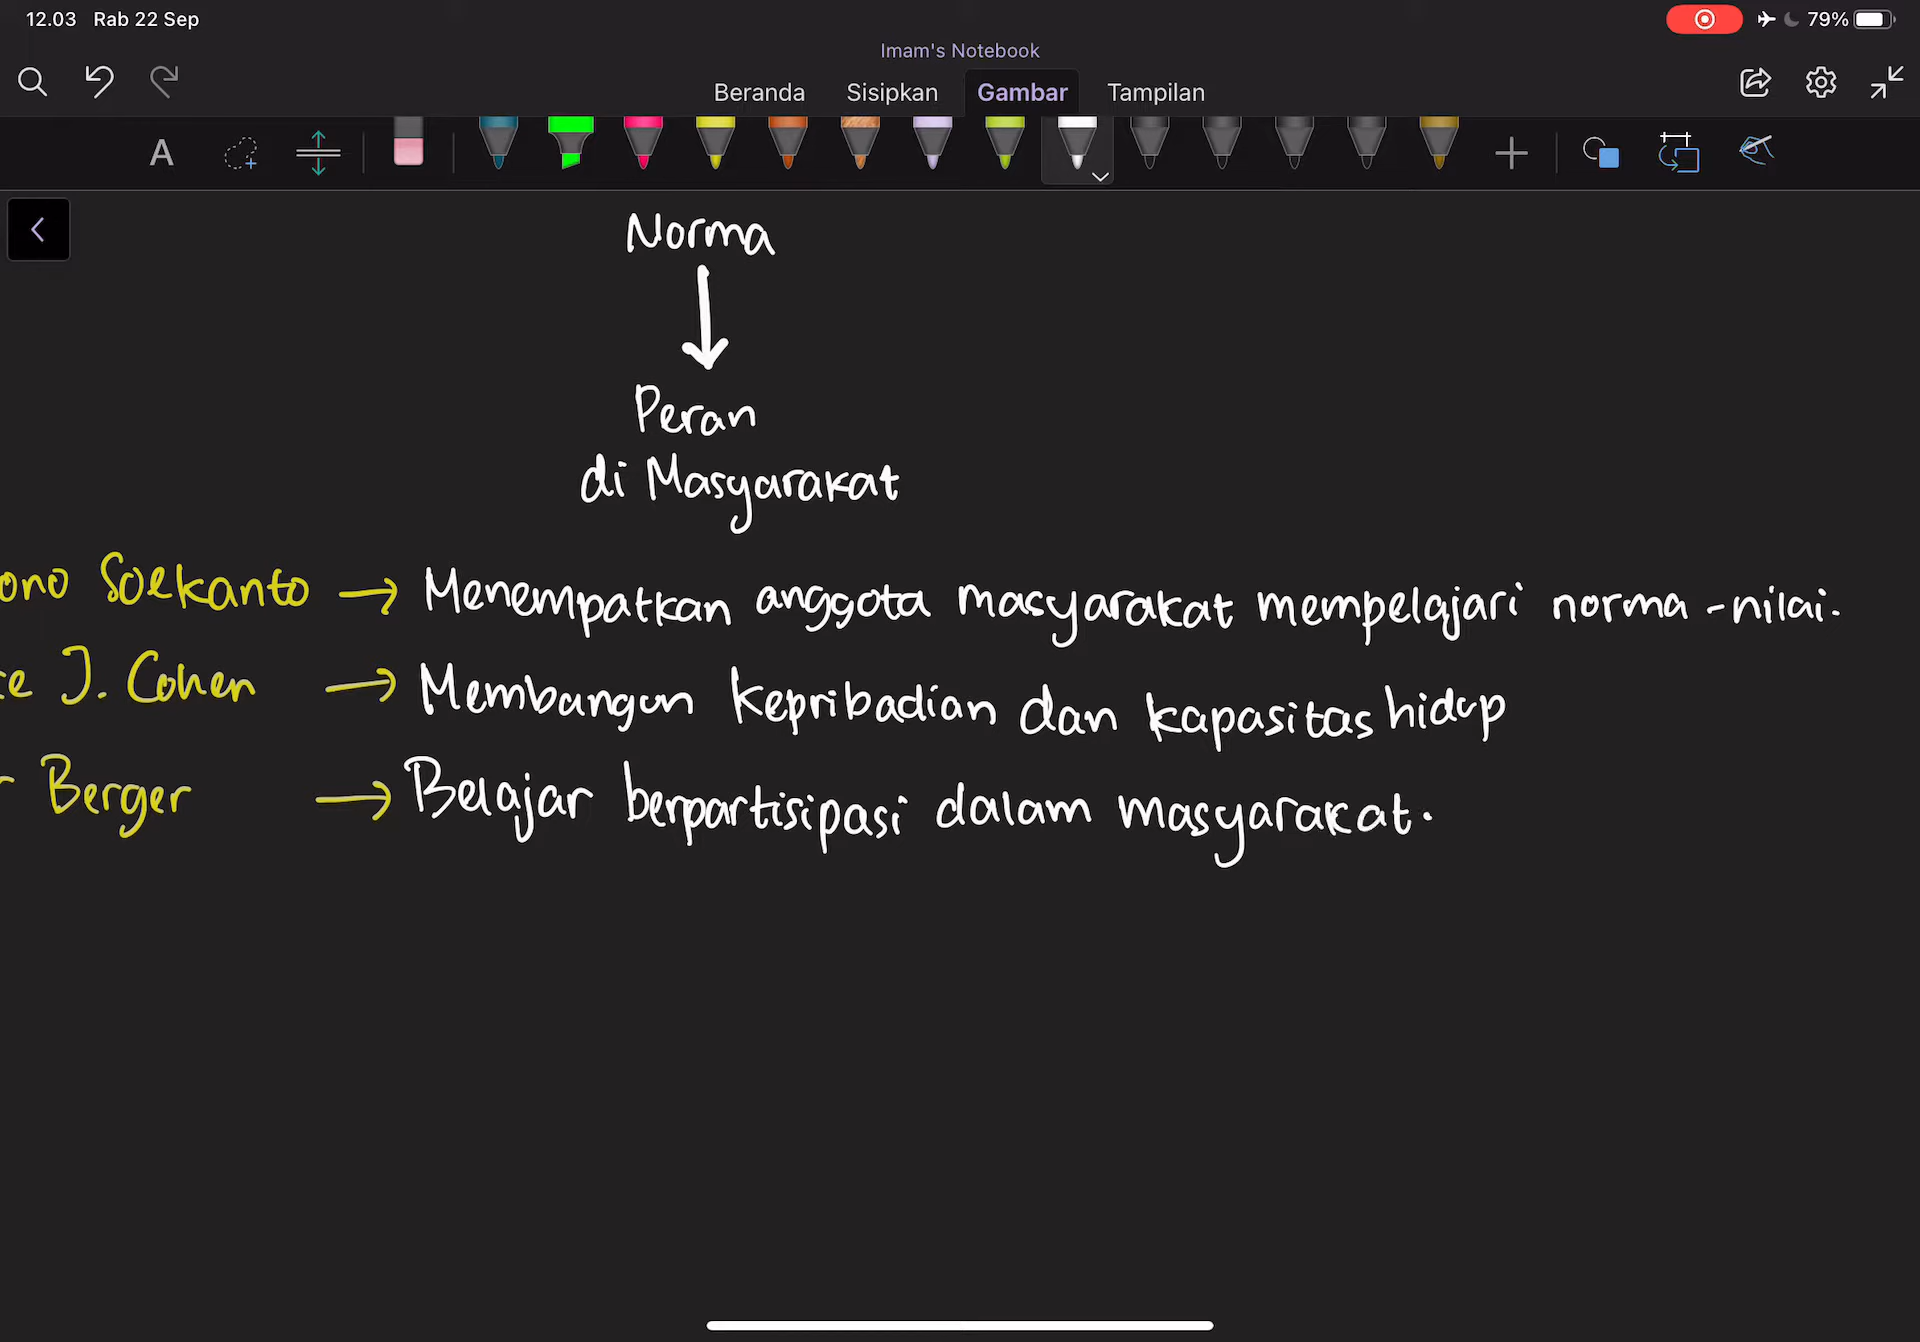 12.03 Rab 22 Sep
79%
Imam's Notebook
Beranda Sisipkan Gambar Tampilan
A
Norma
Peran
di Masyarakat
ono Soekanto → Menempatkan anggota masyarakat mempelajari norma - nilai.
ce J. Cohen → Membangun kepribadian dan kapasitas hidup
r Berger → Belajar berpartisipasi dalam masyarakat.